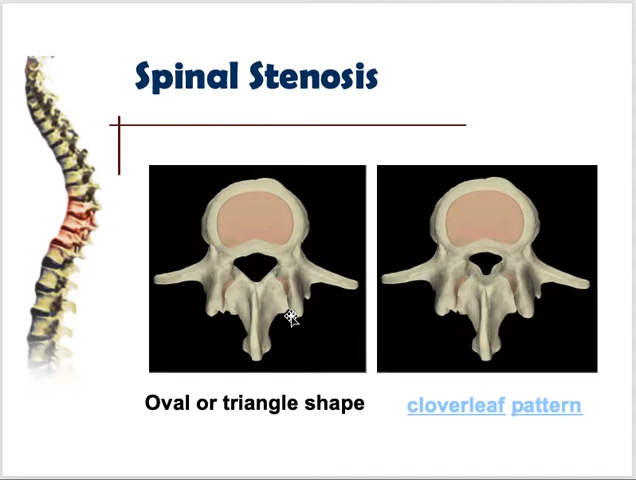 Spinal Stenosis
Oval or triangle shape
cloverleaf pattern